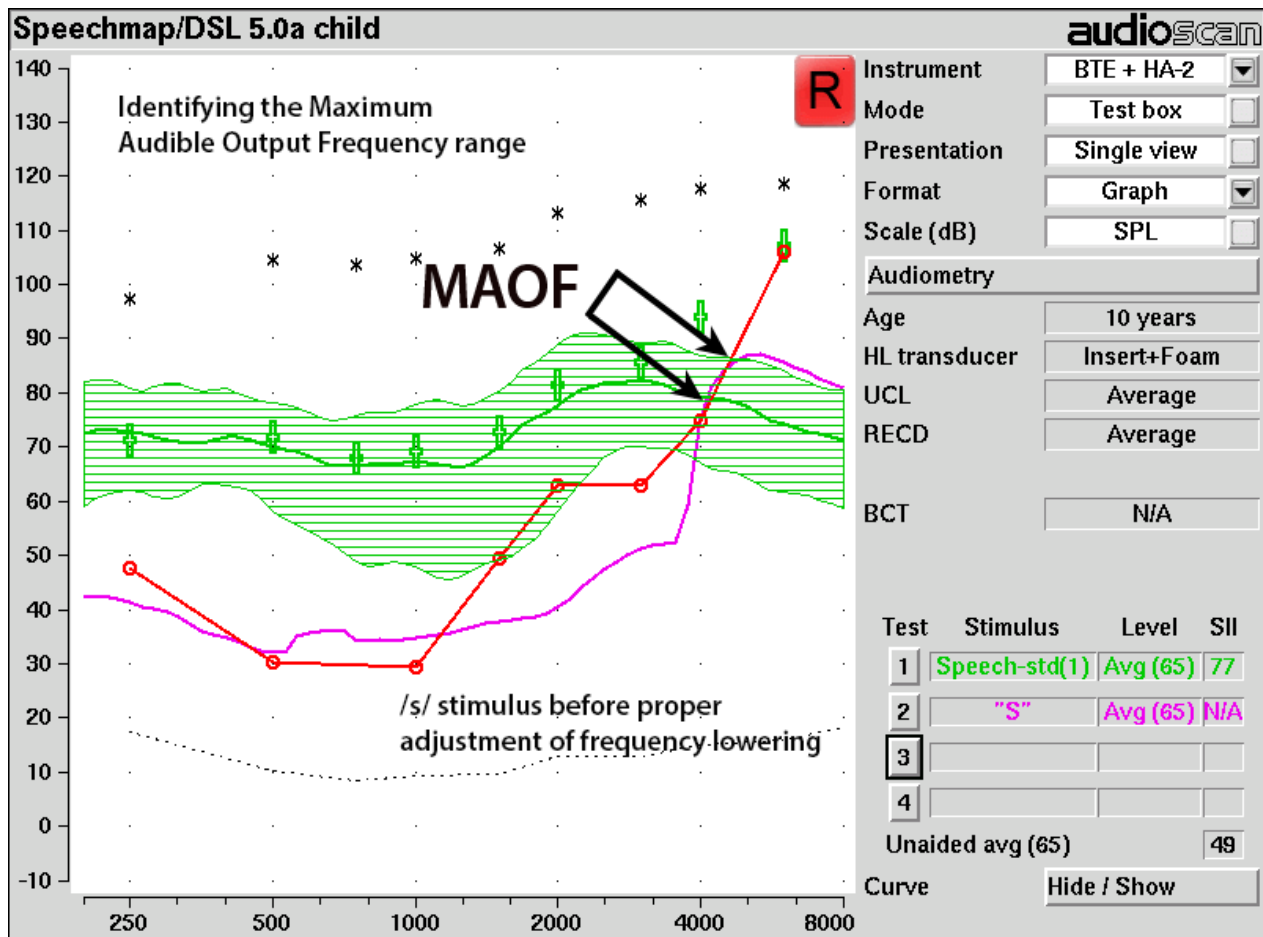 Speechmap/DSL 5.0a child
audioscan
140
130
120
110
100
90
80
70
60
50
40
30
20
10
0
-10
250
500
1000
2000
4000
8000
Identifying the Maximum
Audible Output Frequency range
R
MAOF
/s/ stimulus before proper
adjustment of frequency lowering
Instrument BTE + HA-2
Mode Test box
Presentation Single view
Format Graph
Scale (dB) SPL
Audiometry
Age 10 years
HL transducer Insert+Foam
UCL Average
RECD Average
BCT N/A
Test Stimulus Level SII
1 Speech-std(1) Avg (65) 77
2 "S" Avg (65) N/A
3
4
Unaided avg (65) 49
Curve Hide / Show